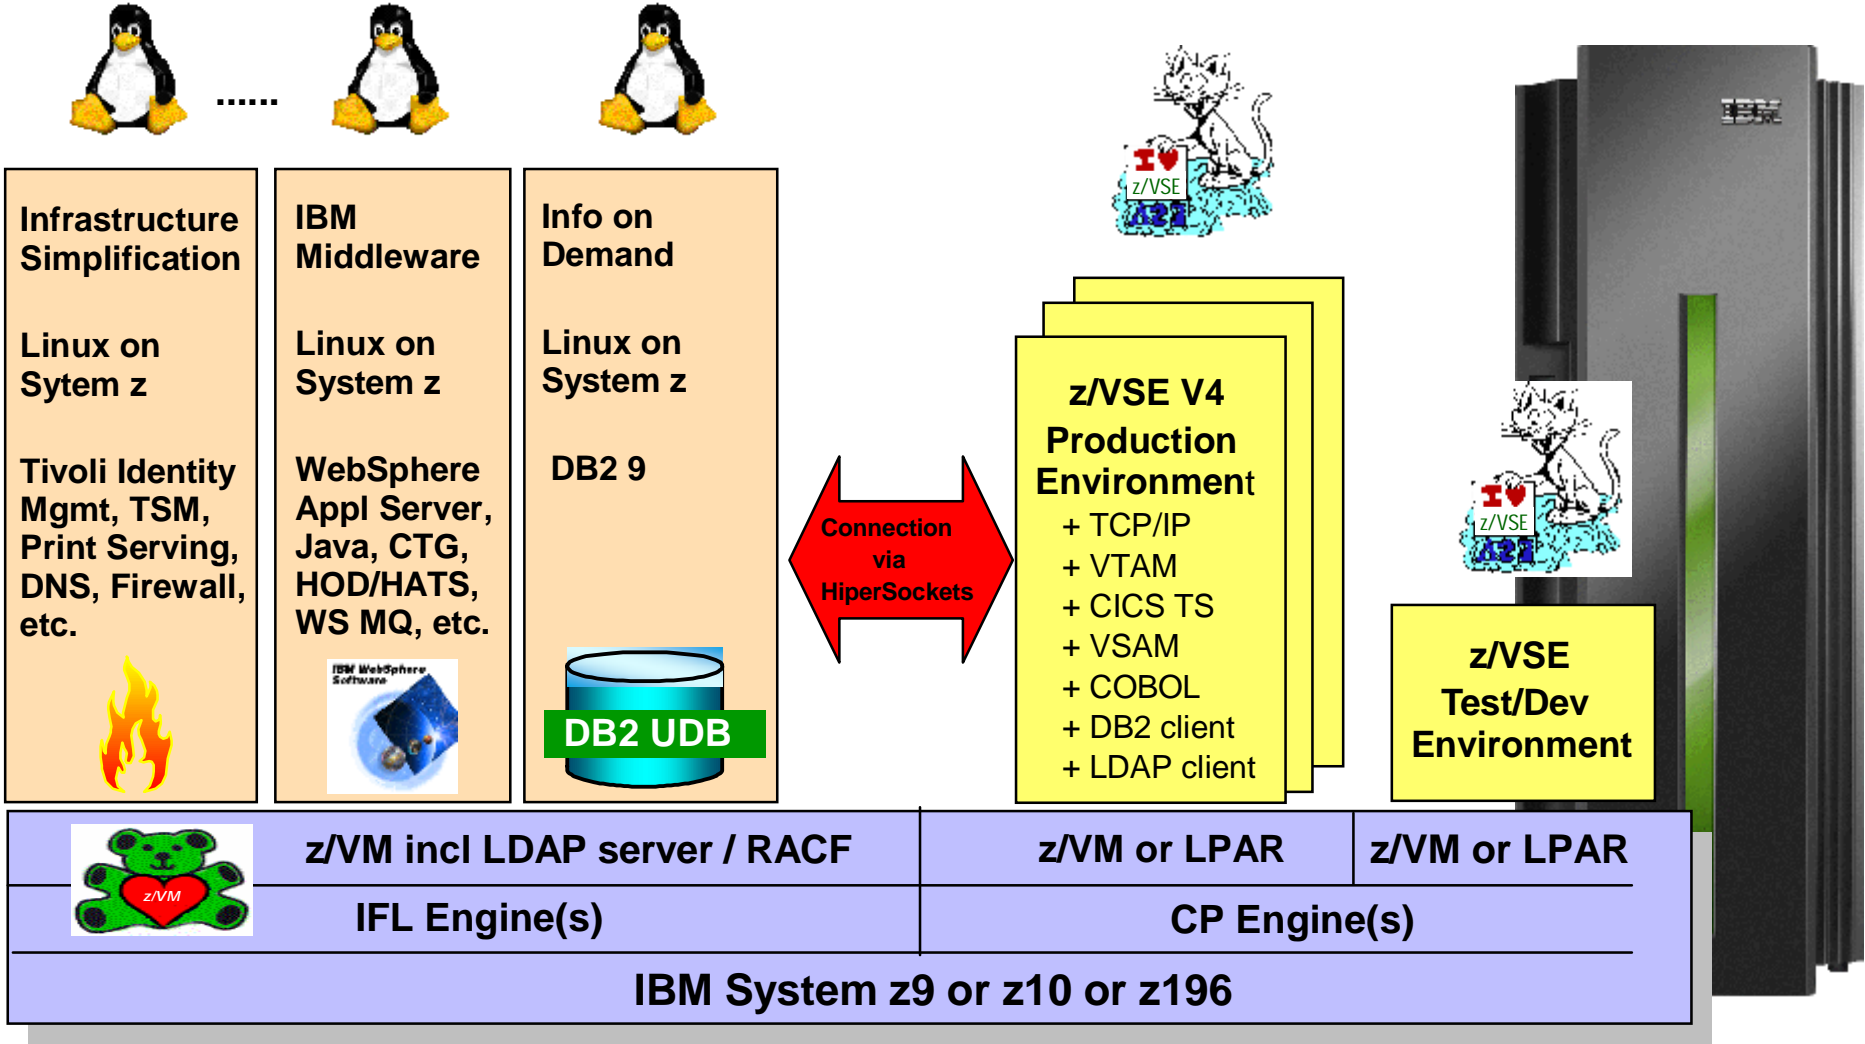 ......
IBM
I
z/VSE
Infrastructure
Simplification
Linux on
Sytem z
Tivoli Identity
Mgmt, TSM,
Print Serving,
DNS, Firewall,
etc.
IBM
Middleware
Linux on
System z
WebSphere
Appl Server,
Java, CTG,
HOD/HATS,
WS MQ, etc.
IBM WebSphere
Software
Info on
Demand
Linux on
System z
DB2 9
DB2 UDB
Connection
via
HiperSockets
z/VSE V4
Production
Environment
+ TCP/IP
+ VTAM
+ CICS TS
+ VSAM
+ COBOL
+ DB2 client
+ LDAP client
I
z/VSE
z/VSE
Test/Dev
Environment
z/VM
z/VM incl LDAP server / RACF
z/VM or LPAR
z/VM or LPAR
IFL Engine(s)
CP Engine(s)
IBM System z9 or z10 or z196